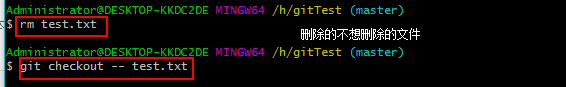 Administrator@DESKTOP-KKDC2DE MINGW64 /h/gitTest (master)
$ rm test.txt
删除的不想删除的文件
Administrator@DESKTOP-KKDC2DE MINGW64 /h/gitTest (master)
$ git checkout -- test.txt